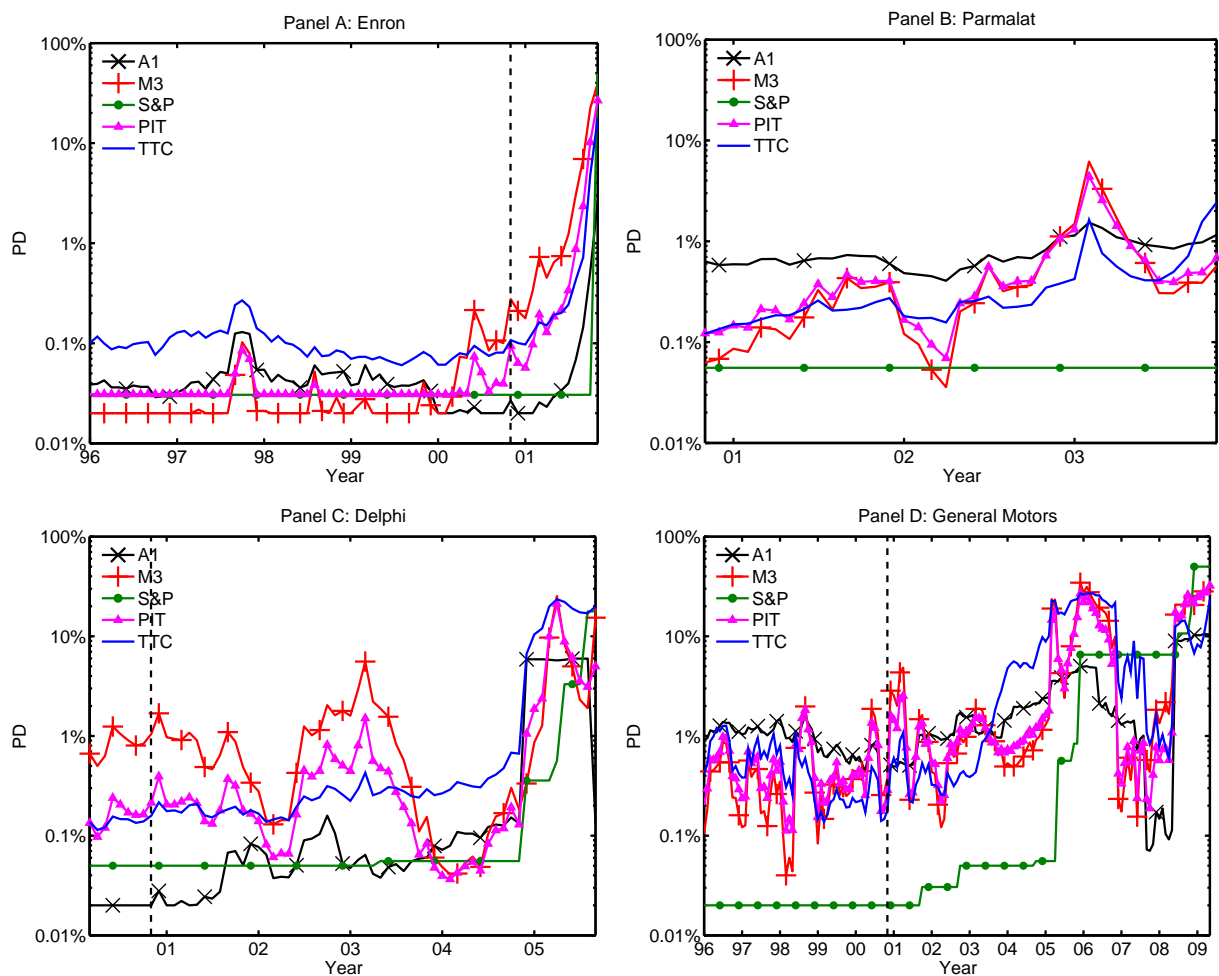 Panel A: Enron
100%
10%
1%
0.1%
0.01%
PD
A1
M3
S&P
PIT
TTC
96 97 98 99 00 01
Year
Panel B: Parmalat
100%
10%
1%
0.1%
0.01%
PD
A1
M3
S&P
PIT
TTC
01 02 03
Year
Panel C: Delphi
100%
10%
1%
0.1%
0.01%
PD
A1
M3
S&P
PIT
TTC
01 02 03 04 05
Year
Panel D: General Motors
100%
10%
1%
0.1%
0.01%
PD
A1
M3
S&P
PIT
TTC
96 97 98 99 00 01 02 03 04 05 06 07 08 09
Year